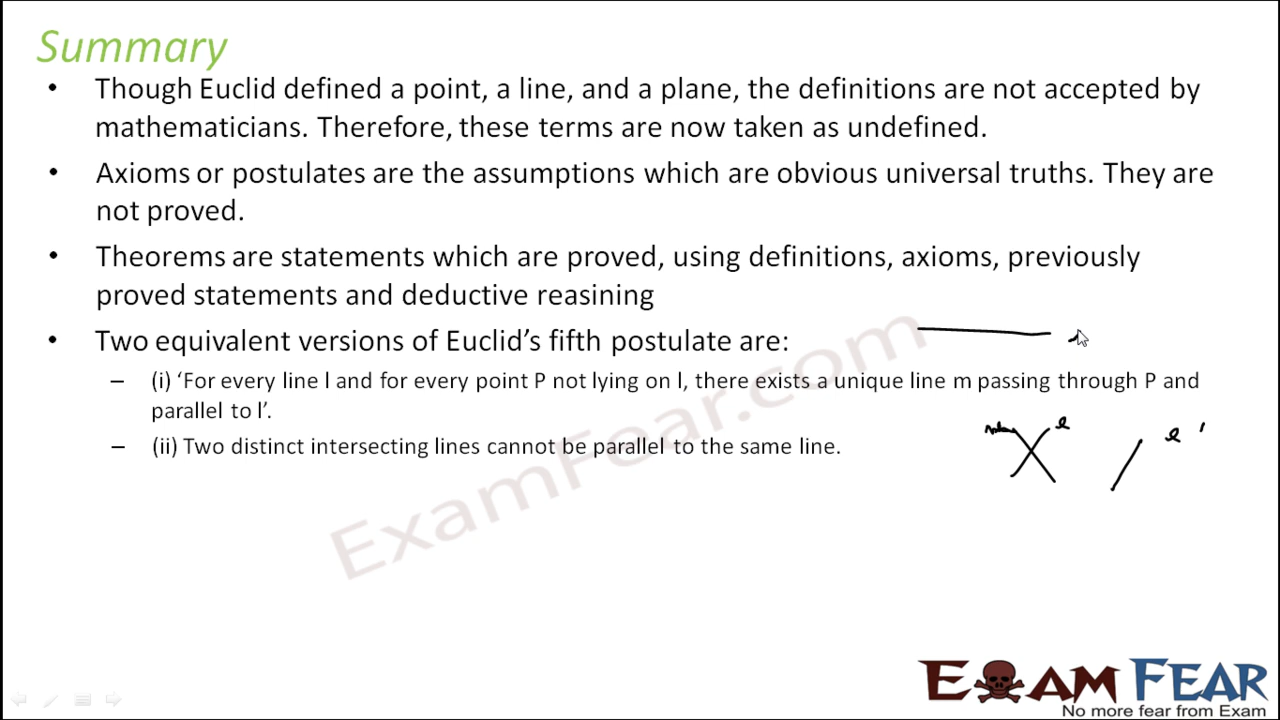 Summary
• Though Euclid defined a point, a line, and a plane, the definitions are not accepted by
mathematicians. Therefore, these terms are now taken as undefined.
• Axioms or postulates are the assumptions which are obvious universal truths. They are
not proved.
• Theorems are statements which are proved, using definitions, axioms, previously
proved statements and deductive reasining
• Two equivalent versions of Euclid’s fifth postulate are:
– (i) ‘For every line l and for every point P not lying on l, there exists a unique line m passing through P and
parallel to l’.
– (ii) Two distinct intersecting lines cannot be parallel to the same line.
l
l '
ExamFear.com
EXAM FEAR
No more fear from Exam